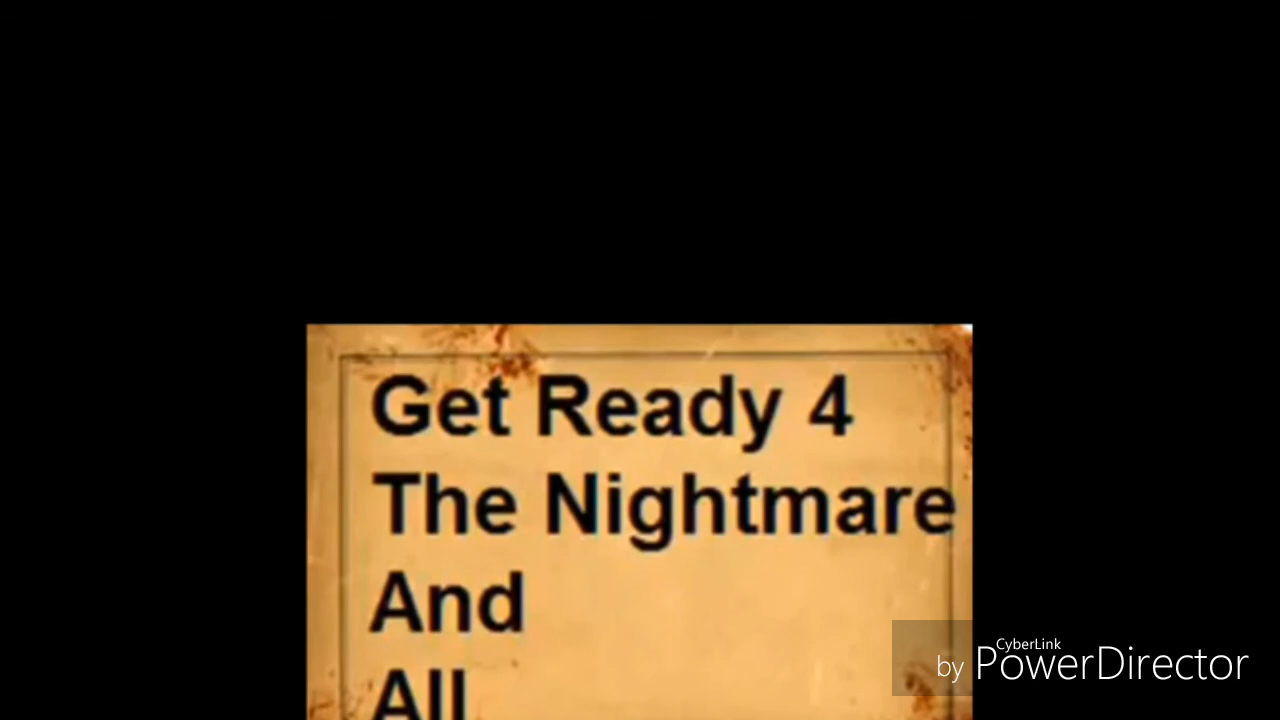 Get Ready 4
The Nightmare
And
All
CyberLink
by PowerDirector